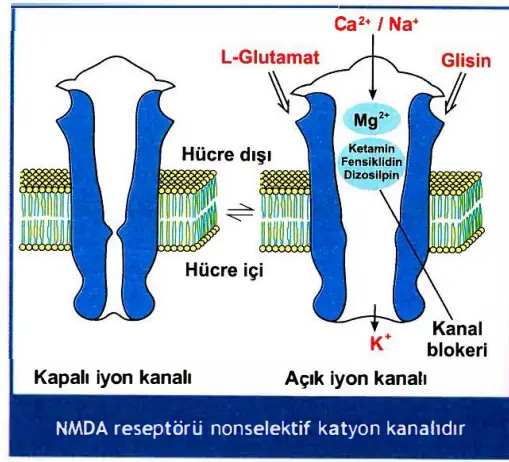 Ca²⁺ / Na⁺
L-Glutamat
Glisin
Mg²⁺
Ketamin
Fensiklidin
Dizosilpin
Hücre dışı
Hücre içi
K⁺
Kanal
blokeri
Kapalı iyon kanalı
Açık iyon kanalı
NMDA reseptörü nonselektif katyon kanalıdır